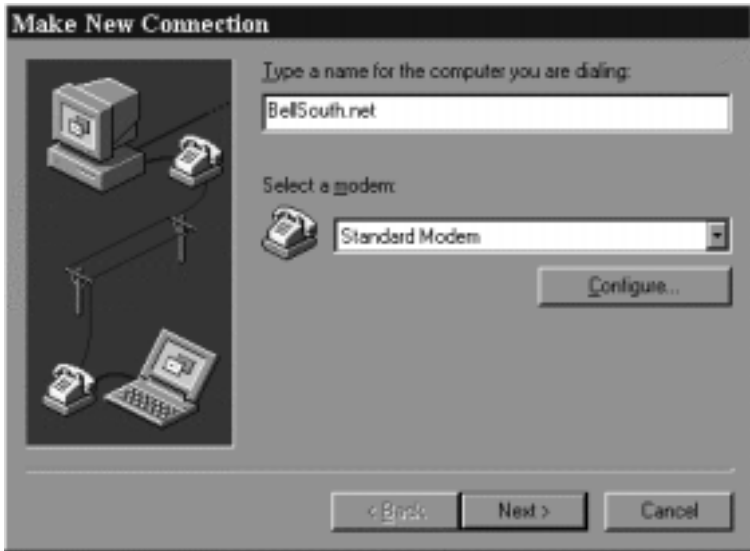 Make New Connection
Type a name for the computer you are dialing:
BellSouth.net
Select a modem:
Standard Modem
Configure...
< Back
Next >
Cancel